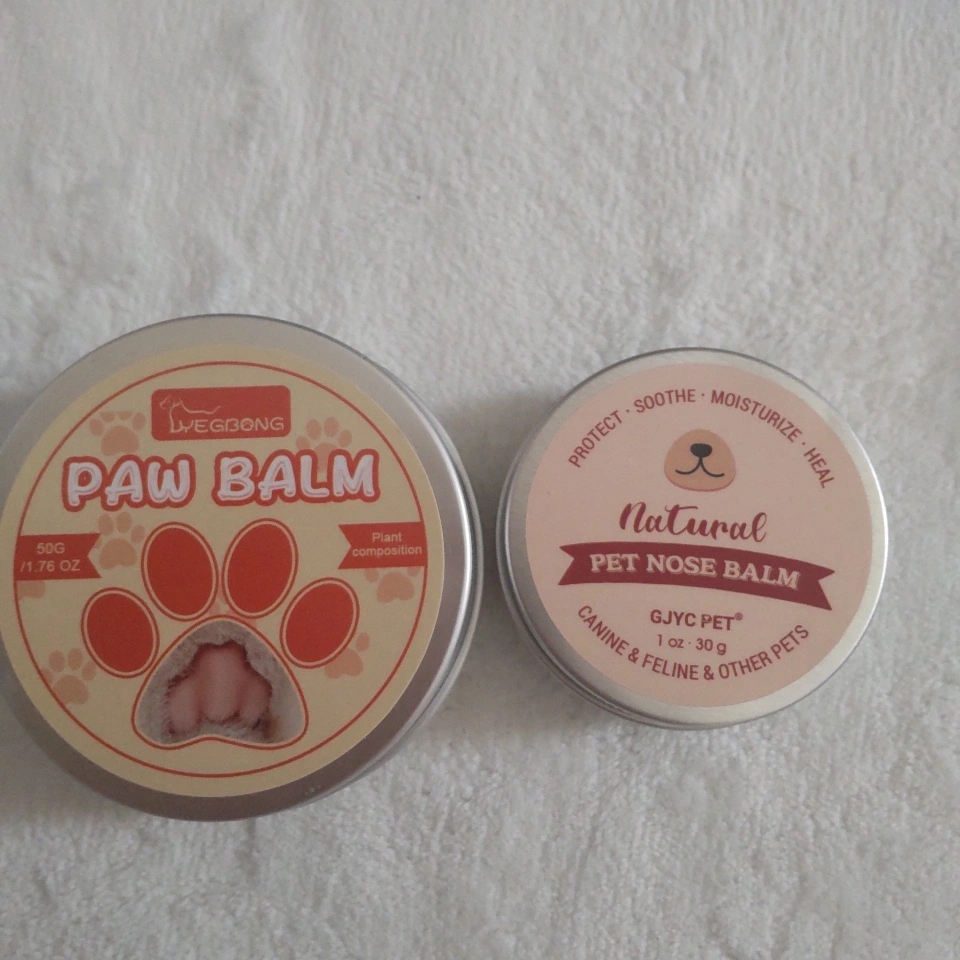 YEGBONG
PAW BALM
50G
/1.76 OZ
Plant
composition
PROTECT · SOOTHE · MOISTURIZE · HEAL
Natural
PET NOSE BALM
GJYC PET®
1 oz · 30 g
CANINE & FELINE & OTHER PETS